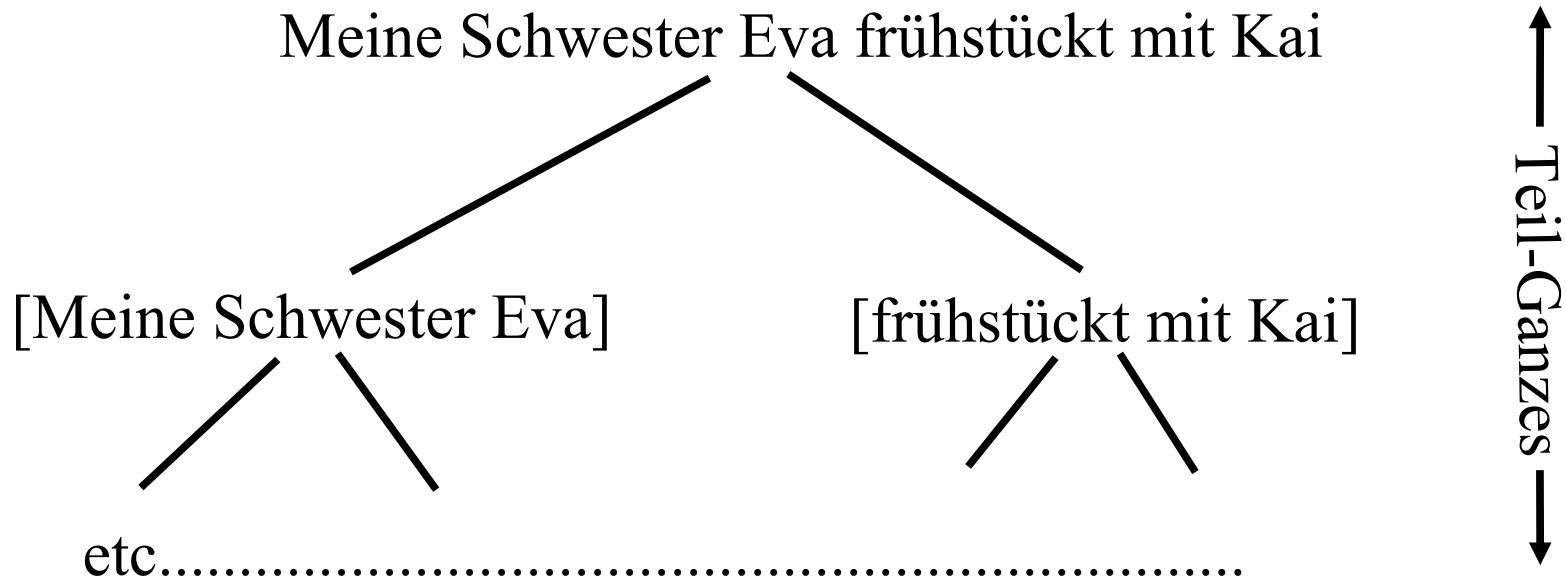 Meine Schwester Eva frühstückt mit Kai
[Meine Schwester Eva] [frühstückt mit Kai]
etc....................................................................
Teil-Ganzes